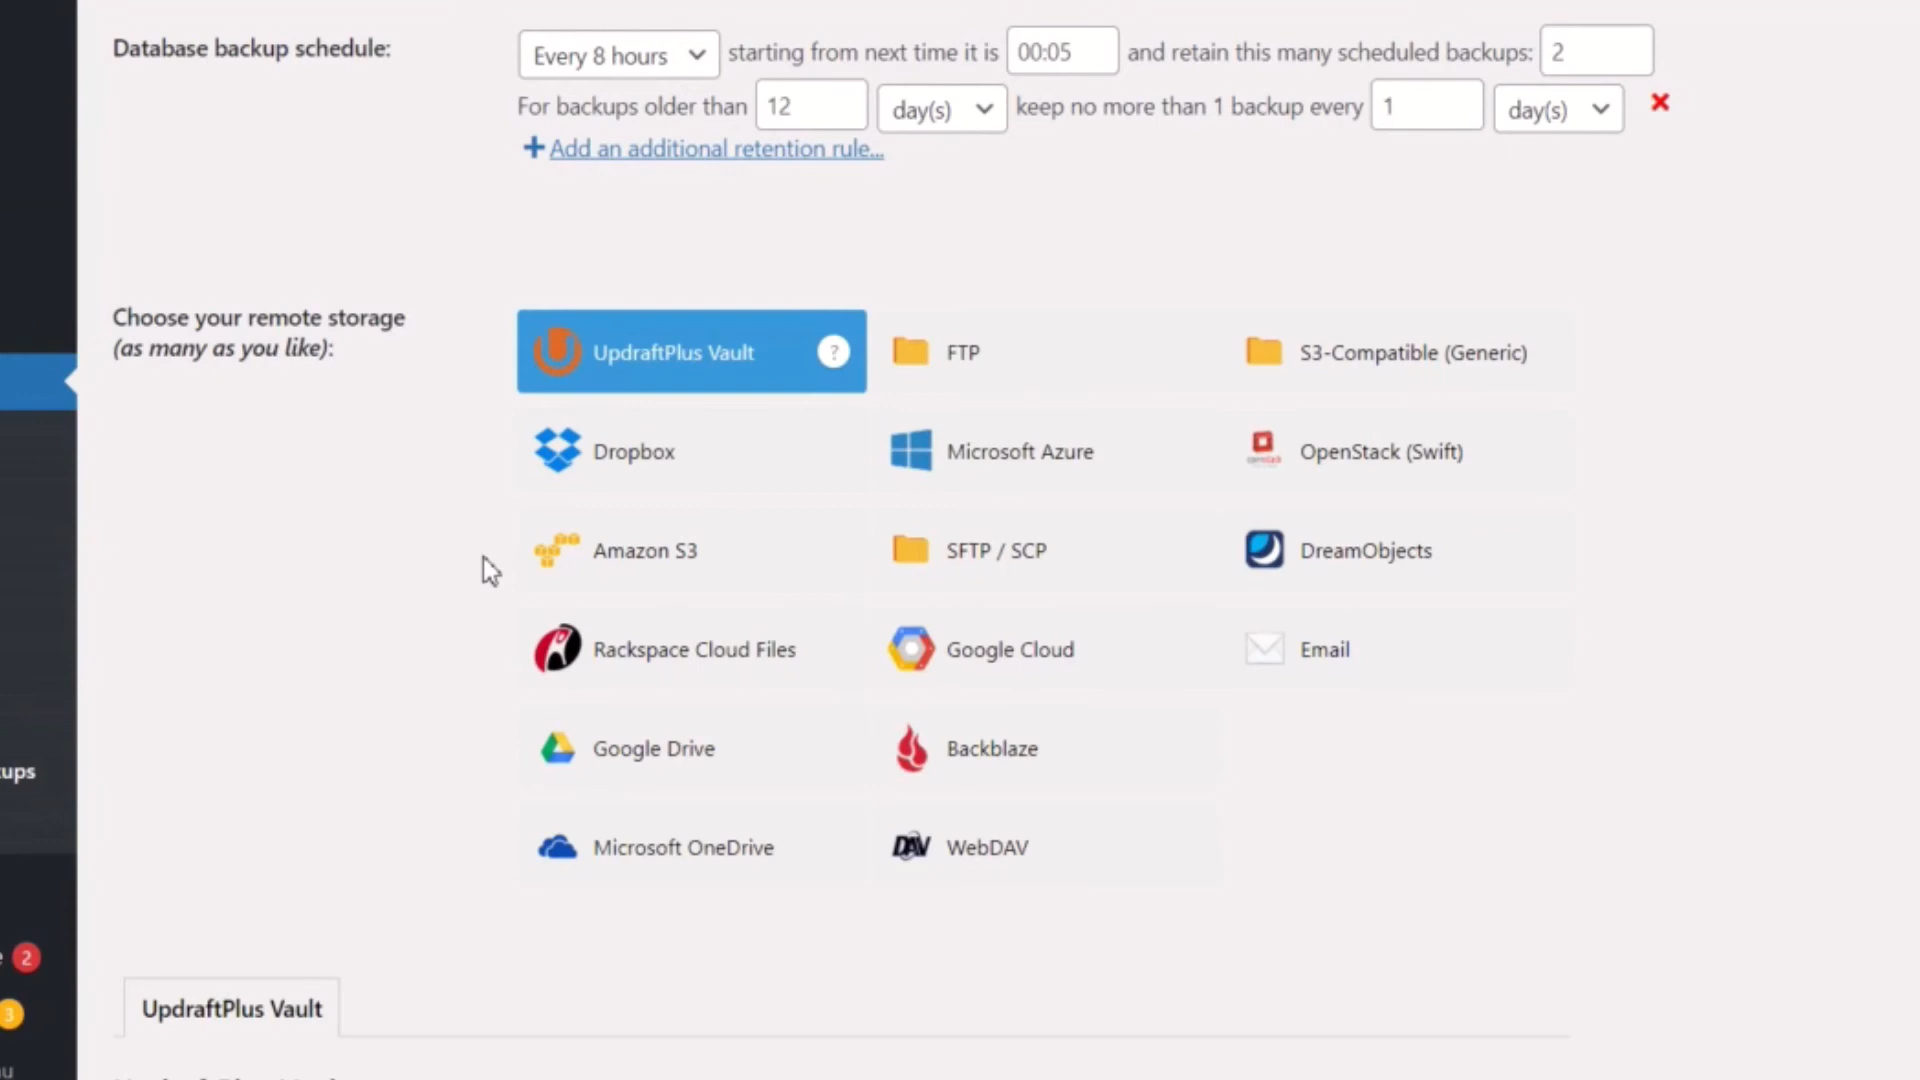 Database backup schedule:
Every 8 hours starting from next time it is 00:05 and retain this many scheduled backups: 2
For backups older than 12 day(s) keep no more than 1 backup every 1 day(s)
Add an additional retention rule...
Choose your remote storage
(as many as you like):
UpdraftPlus Vault ? FTP S3-Compatible (Generic)
Dropbox Microsoft Azure OpenStack (Swift)
Amazon S3 SFTP / SCP DreamObjects
Rackspace Cloud Files Google Cloud Email
Google Drive Backblaze
cups
Microsoft OneDrive DAV WebDAV
e 2
UpdraftPlus Vault
3